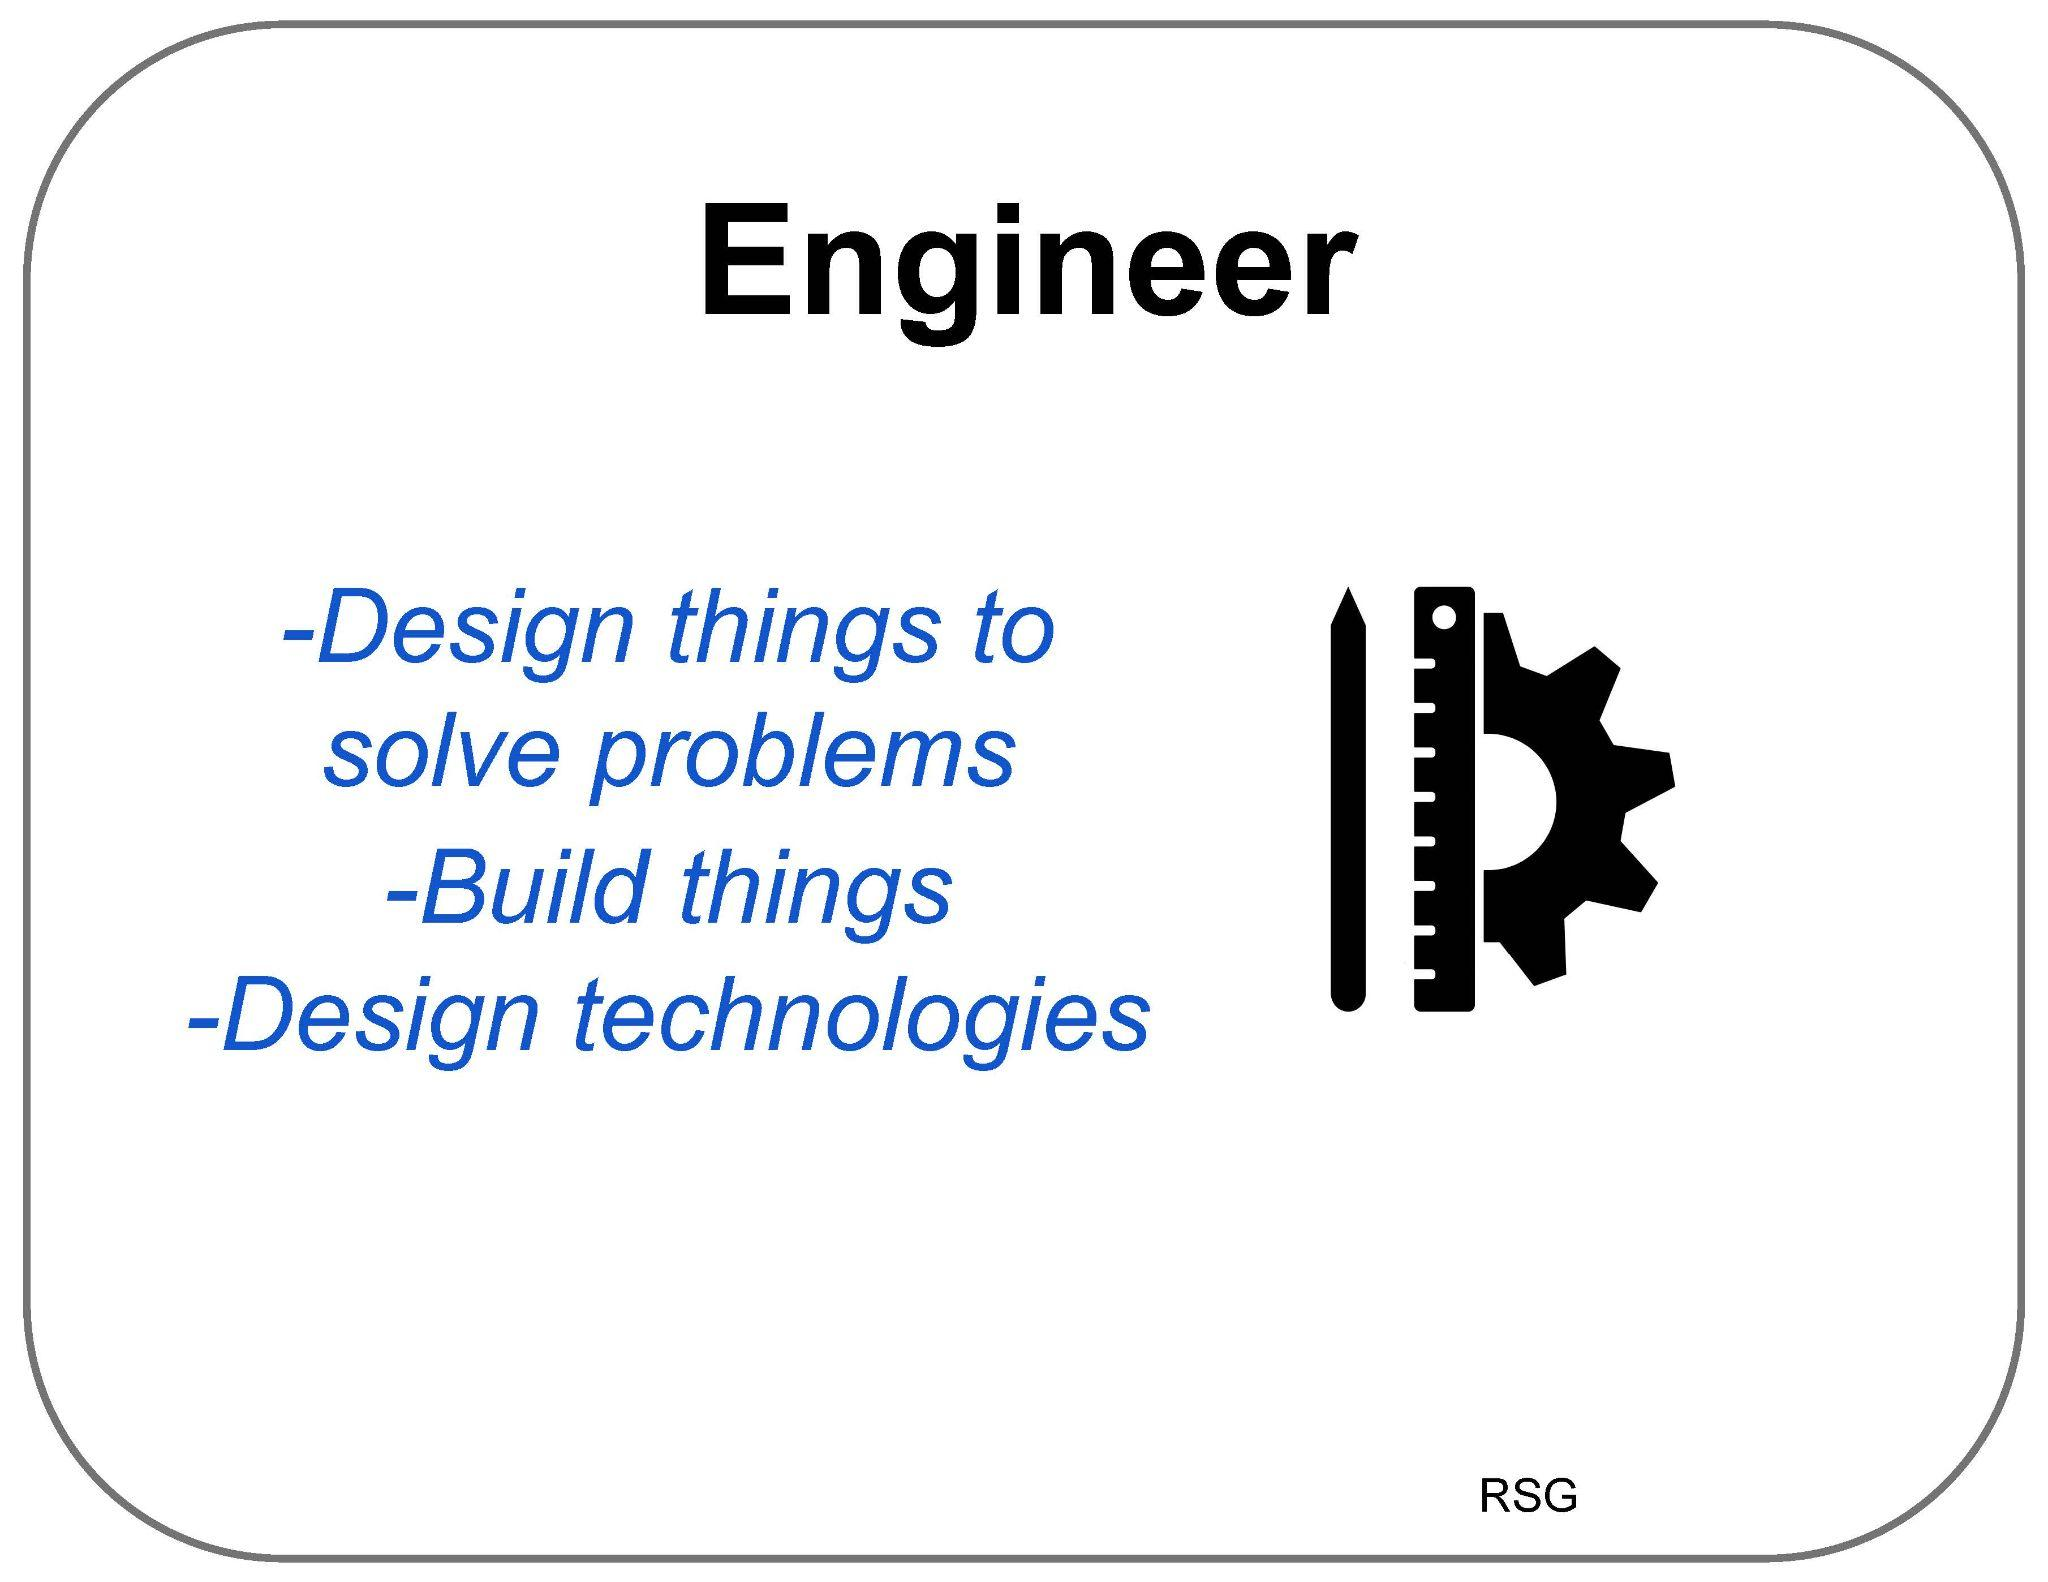 Engineer
-Design things to
solve problems
-Build things
-Design technologies
RSG